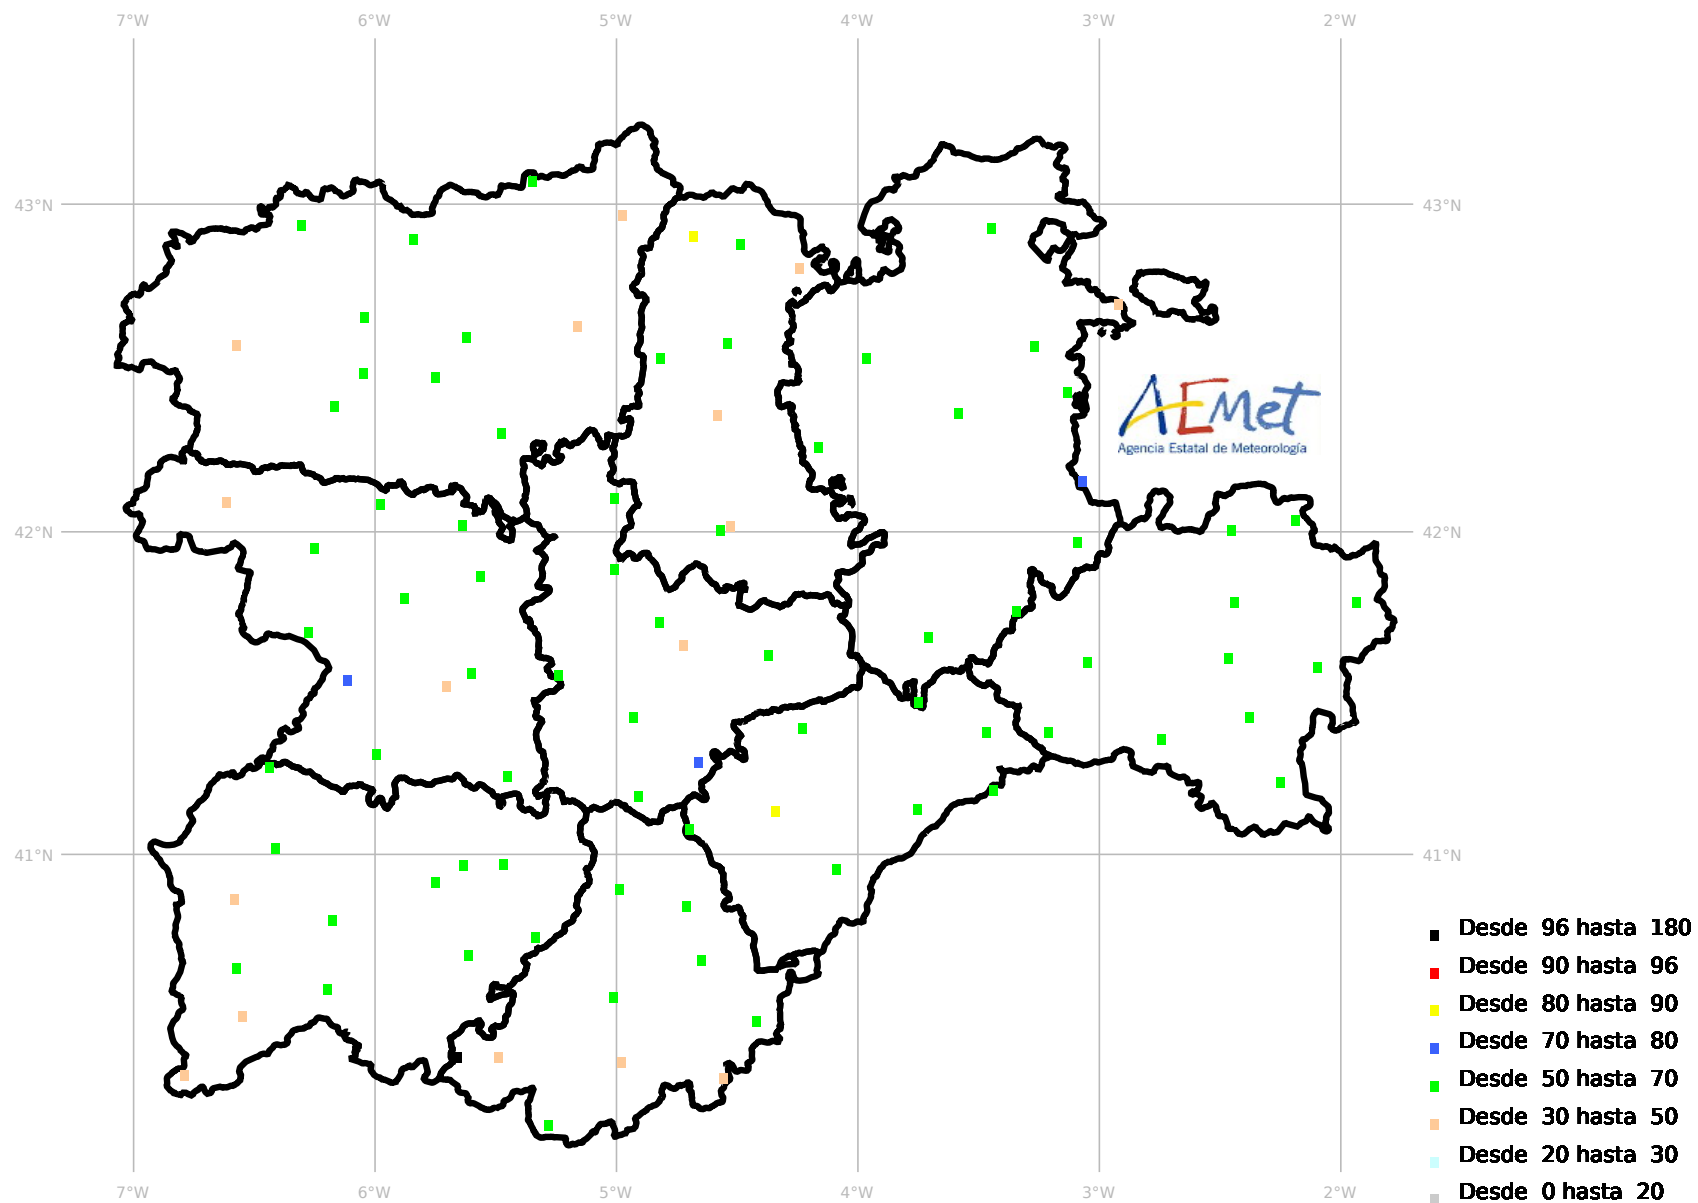 7°W 6°W 5°W 4°W 3°W 2°W
43°N 43°N
AEMet
Agencia Estatal de Meteorología
42°N 42°N
41°N 41°N
Desde 96 hasta 180
Desde 90 hasta 96
Desde 80 hasta 90
Desde 70 hasta 80
Desde 50 hasta 70
Desde 30 hasta 50
Desde 20 hasta 30
Desde 0 hasta 20
7°W 6°W 5°W 4°W 3°W 2°W